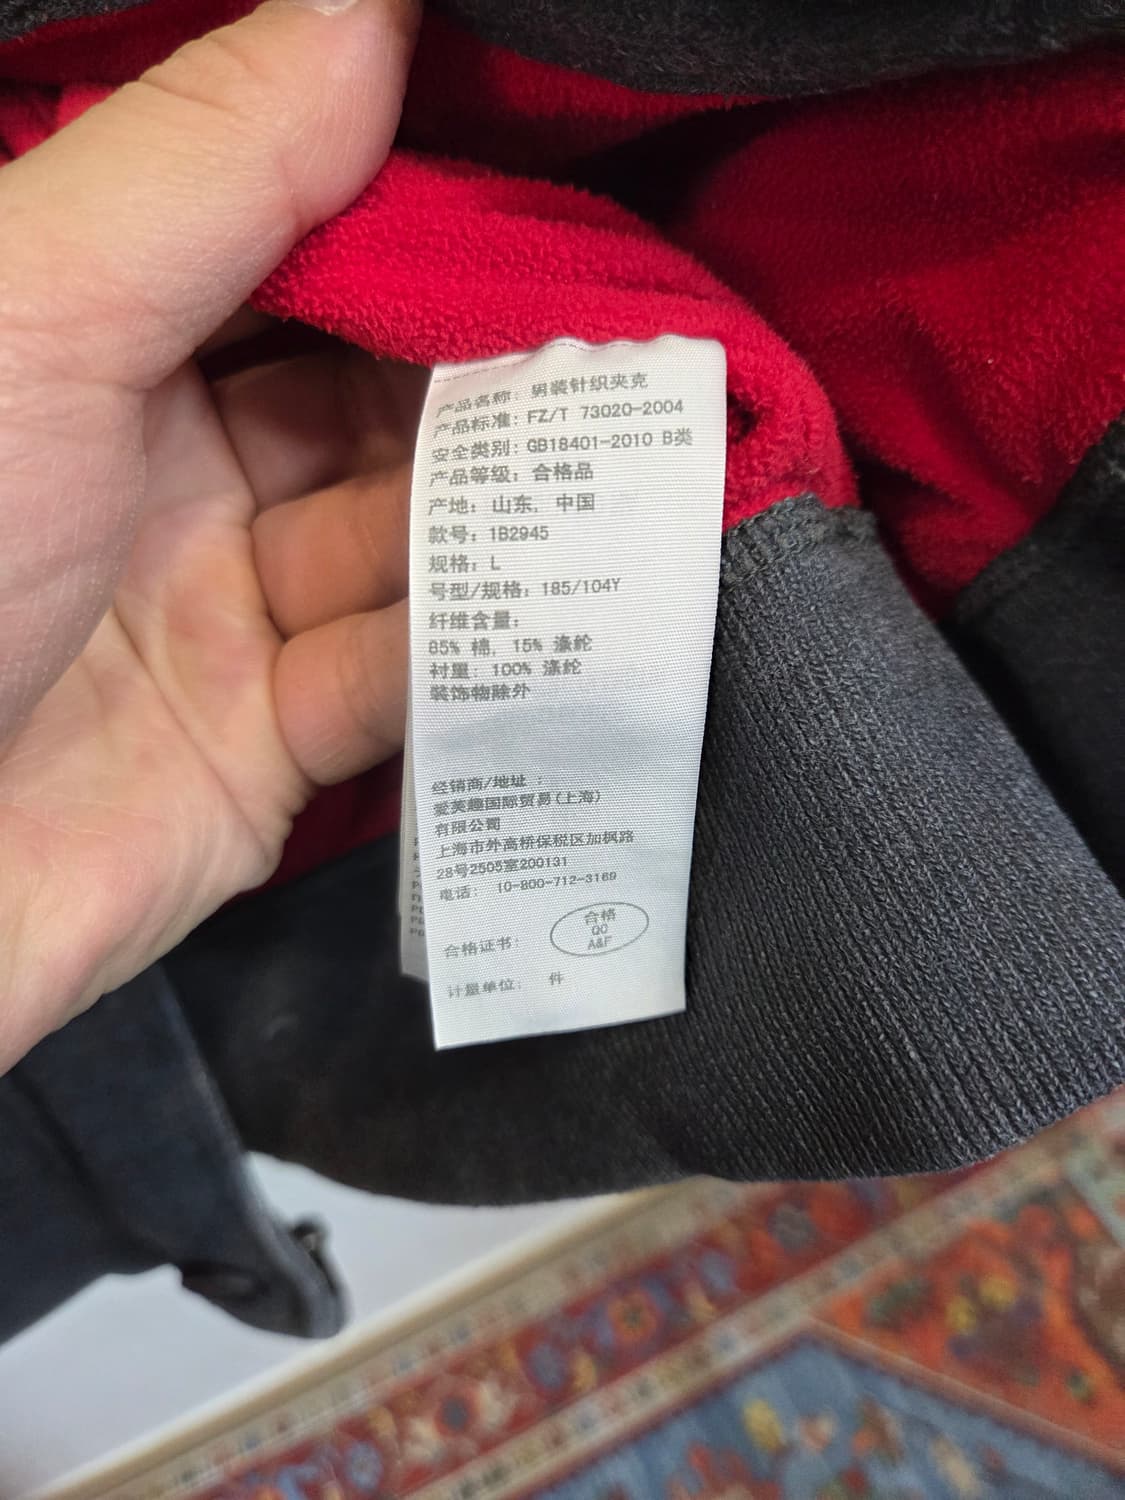 产品名称: 男装针织夹克
产品标准: FZ/T 73020-2004
安全类别: GB18401-2010 B类
产品等级: 合格品
产地: 山东, 中国
款号: 1B2945
规格: L
号型/规格: 185/104Y
纤维含量:
85% 棉, 15% 涤纶
衬里: 100% 涤纶
装饰物除外
经销商/地址 :
爱芙趣国际贸易(上海)
有限公司
上海市外高桥保税区加枫路
28号2505室200131
电话: 10-800-712-3169
合格证书:
合格
QC
A&F
计量单位: 件